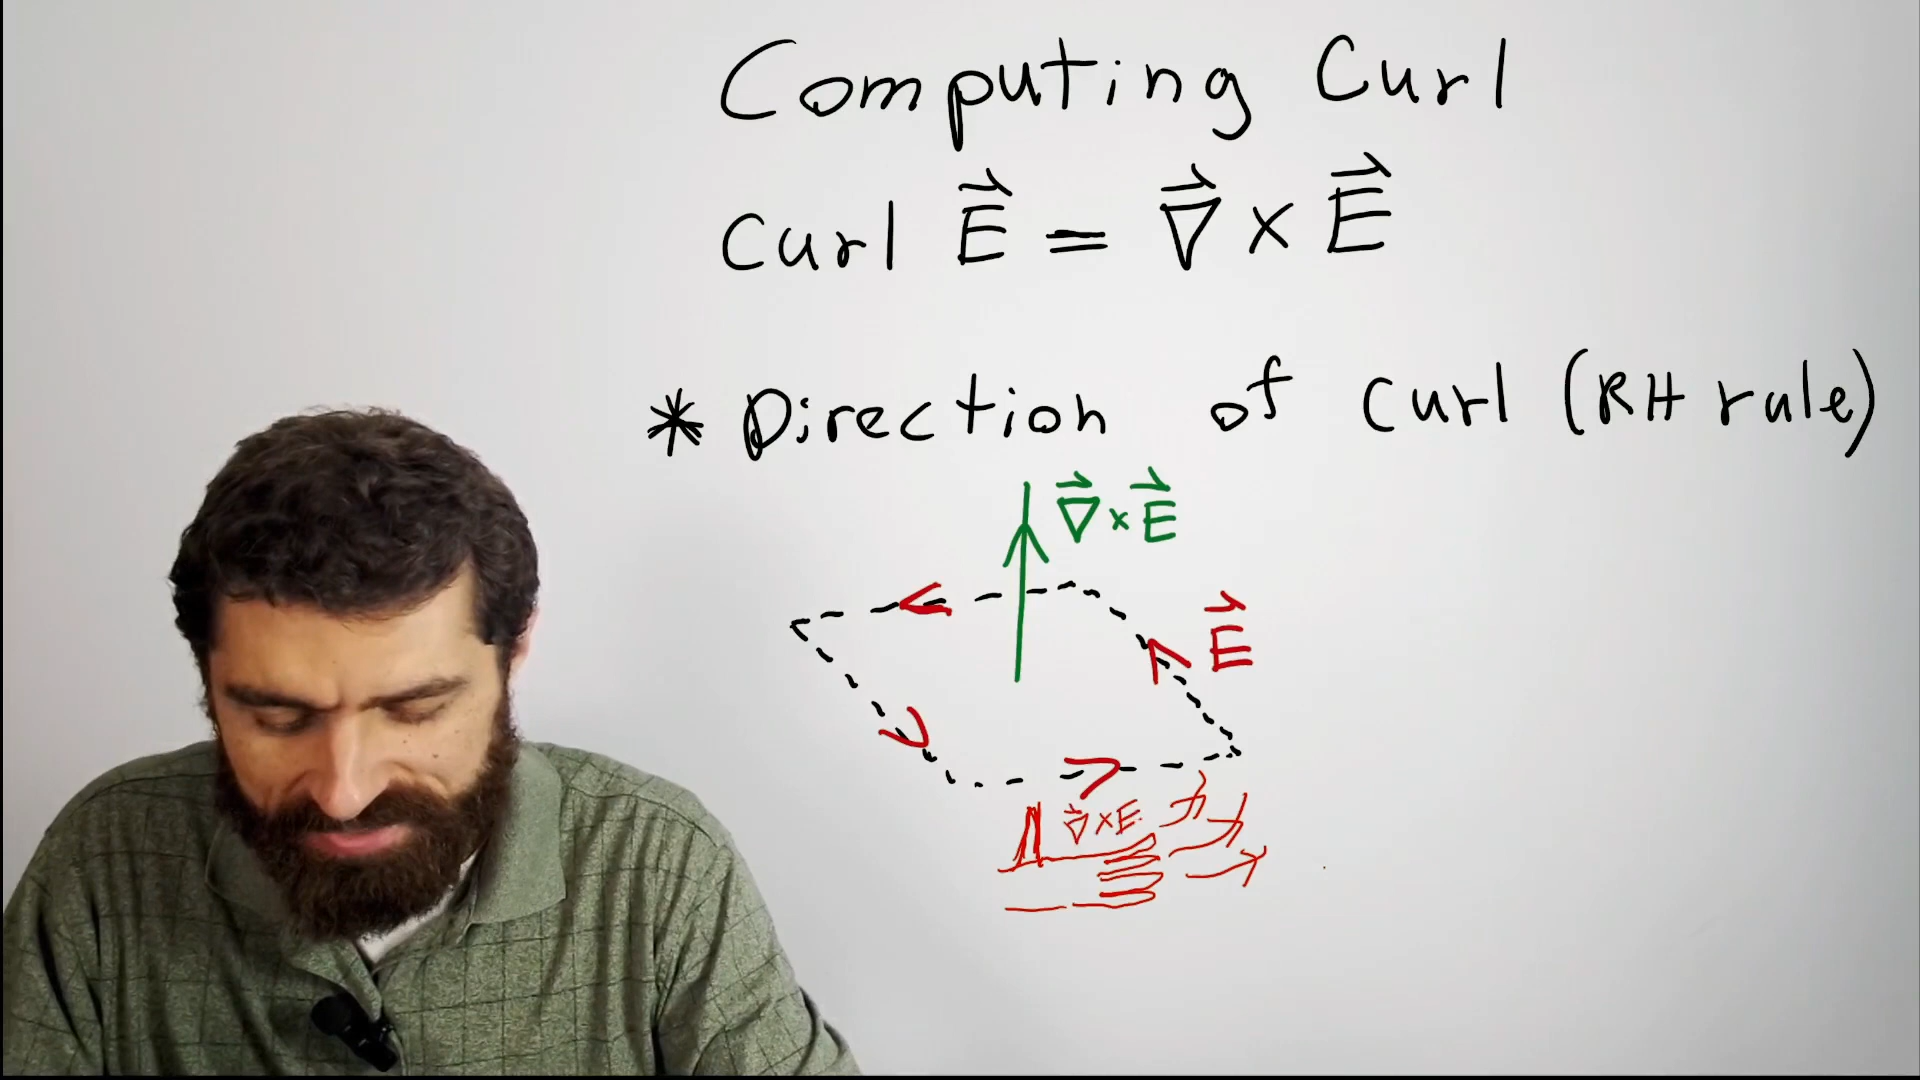 Computing Curl
Curl E⃗ = ∇⃗ × E⃗
* Direction of Curl (RH rule)
∇⃗ × E⃗
E⃗
∇⃗ × E